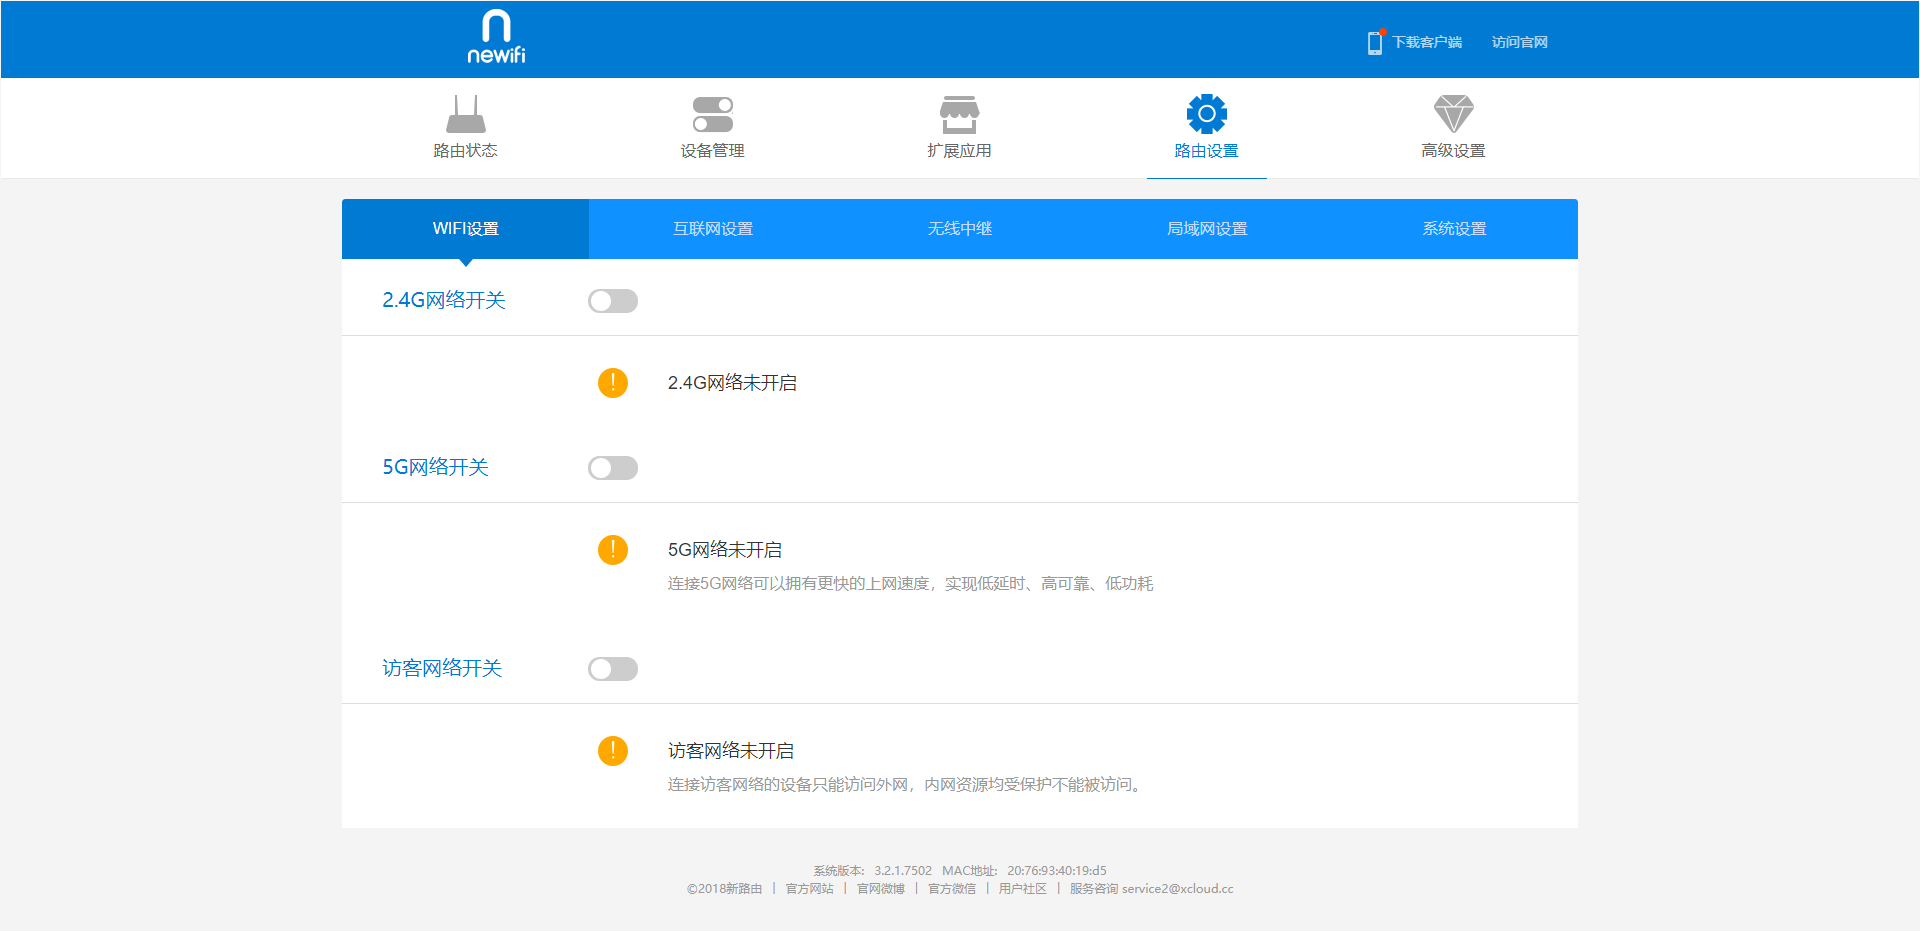 newifi
下载客户端 访问官网
路由状态 设备管理 扩展应用 路由设置 高级设置
WIFI设置 互联网设置 无线中继 局域网设置 系统设置
2.4G网络开关
2.4G网络未开启
5G网络开关
5G网络未开启
连接5G网络可以拥有更快的上网速度，实现低延时、高可靠、低功耗
访客网络开关
访客网络未开启
连接访客网络的设备只能访问外网，内网资源均受保护不能被访问。
系统版本: 3.2.1.7502 MAC地址: 20:76:93:40:19:d5
©2018新路由 | 官方网站 | 官网微博 | 官方微信 | 用户社区 | 服务咨询 service2@xcloud.cc